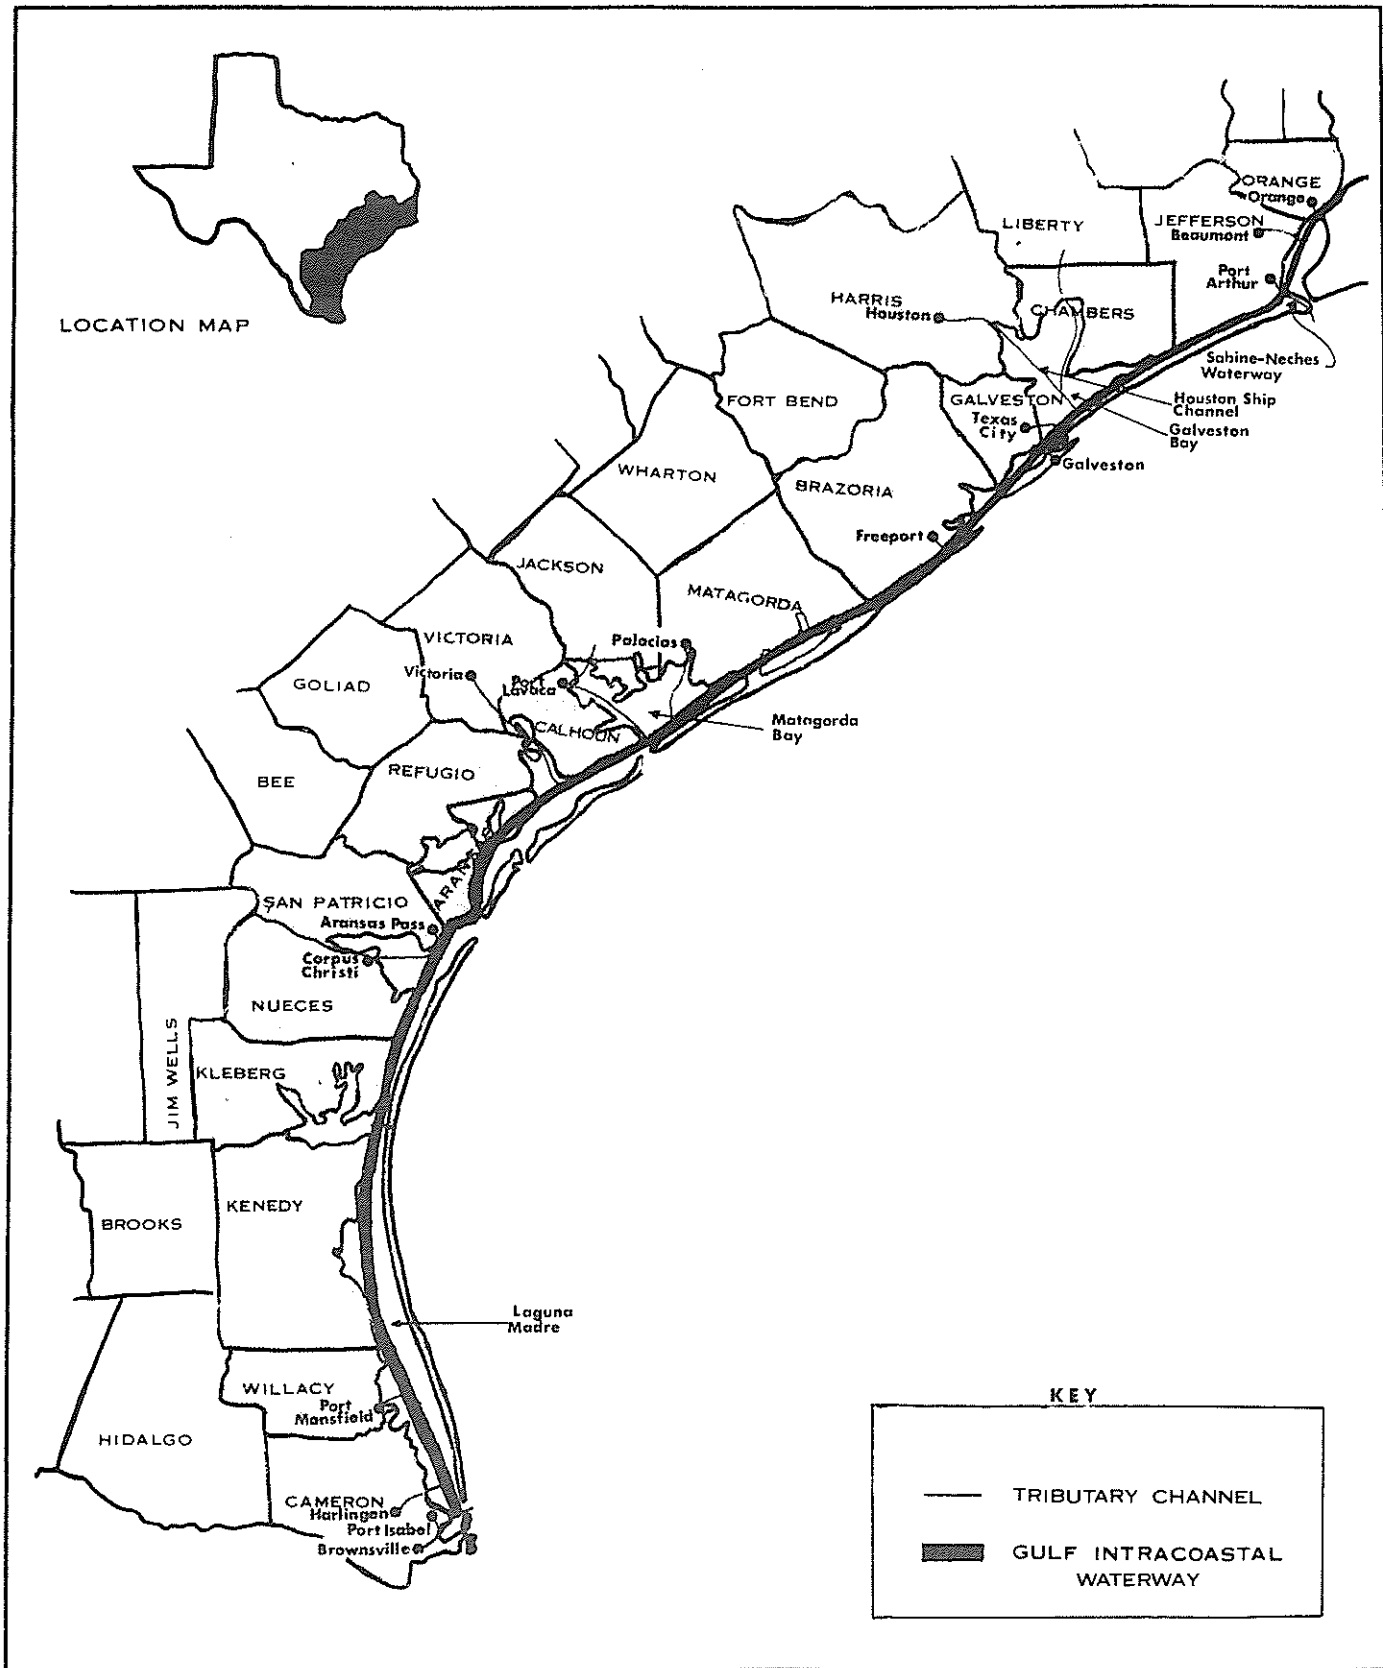 LOCATION MAP
ORANGE
Orange
LIBERTY
JEFFERSON
Beaumont
Port
Arthur
HARRIS
Houston
CHAMBERS
Sabine-Neches
Waterway
FORT BEND
GALVESTON
Houston Ship
Channel
Texas
City
Galveston
Bay
Galveston
WHARTON
BRAZORIA
Freeport
JACKSON
MATAGORDA
VICTORIA
Palacios
Victoria
Port
Lavaca
GOLIAD
CALHOUN
Matagorda
Bay
BEE
REFUGIO
ARANSAS
SAN PATRICIO
Aransas Pass
Corpus
Christi
NUECES
JIM WELLS
KLEBERG
BROOKS
KENEDY
Laguna
Madre
WILLACY
Port
Mansfield
HIDALGO
CAMERON
Harlingen
Port Isabel
Brownsville
KEY
TRIBUTARY CHANNEL
GULF INTRACOASTAL
WATERWAY